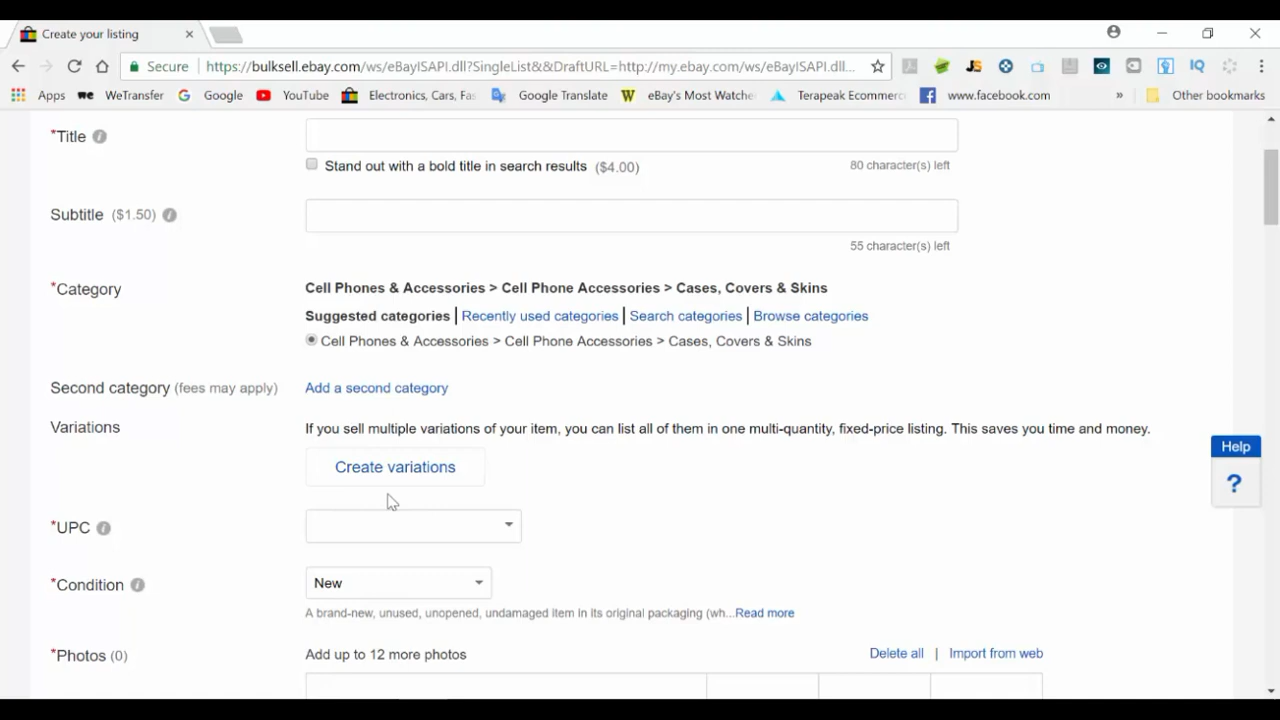 Create your listing
Secure https://bulksell.ebay.com/ws/eBayISAPI.dll?SingleList&&DraftURL=http://my.ebay.com/ws/eBayISAPI.dll...
Apps WeTransfer Google YouTube Electronics, Cars, Fas Google Translate eBay's Most Watche Terapeak Ecommerc www.facebook.com » Other bookmarks
*Title
Stand out with a bold title in search results ($4.00) 80 character(s) left
Subtitle ($1.50)
55 character(s) left
*Category Cell Phones & Accessories > Cell Phone Accessories > Cases, Covers & Skins
Suggested categories | Recently used categories | Search categories | Browse categories
Cell Phones & Accessories > Cell Phone Accessories > Cases, Covers & Skins
Second category (fees may apply) Add a second category
Variations If you sell multiple variations of your item, you can list all of them in one multi-quantity, fixed-price listing. This saves you time and money.
Create variations
Help
?
*UPC
*Condition New
A brand-new, unused, unopened, undamaged item in its original packaging (wh...Read more
*Photos (0) Add up to 12 more photos Delete all | Import from web